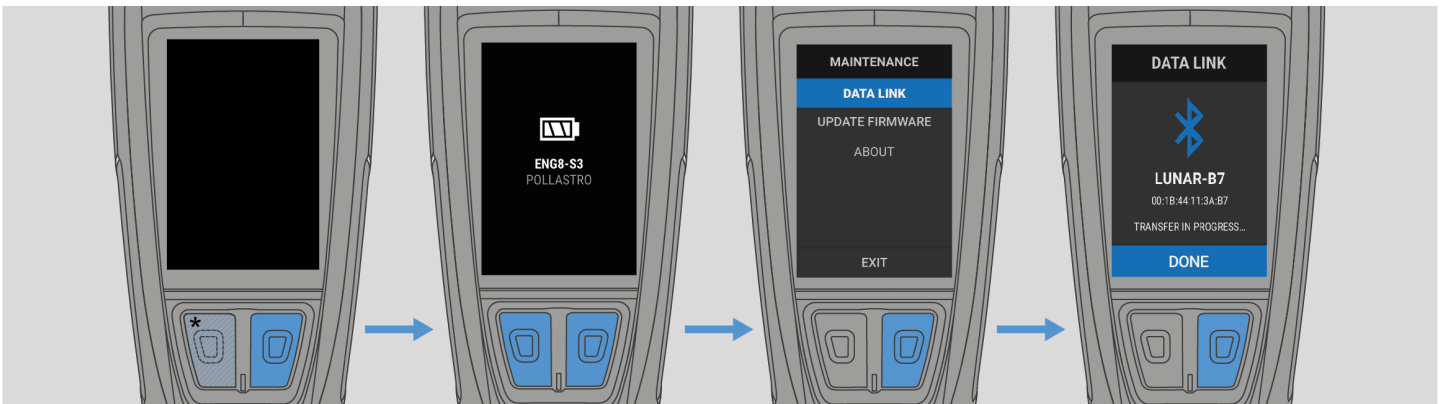 *
ENG8-S3
POLLASTRO
MAINTENANCE
DATA LINK
UPDATE FIRMWARE
ABOUT
EXIT
DATA LINK
LUNAR-B7
00:1B:44:11:3A:B7
TRANSFER IN PROGRESS...
DONE